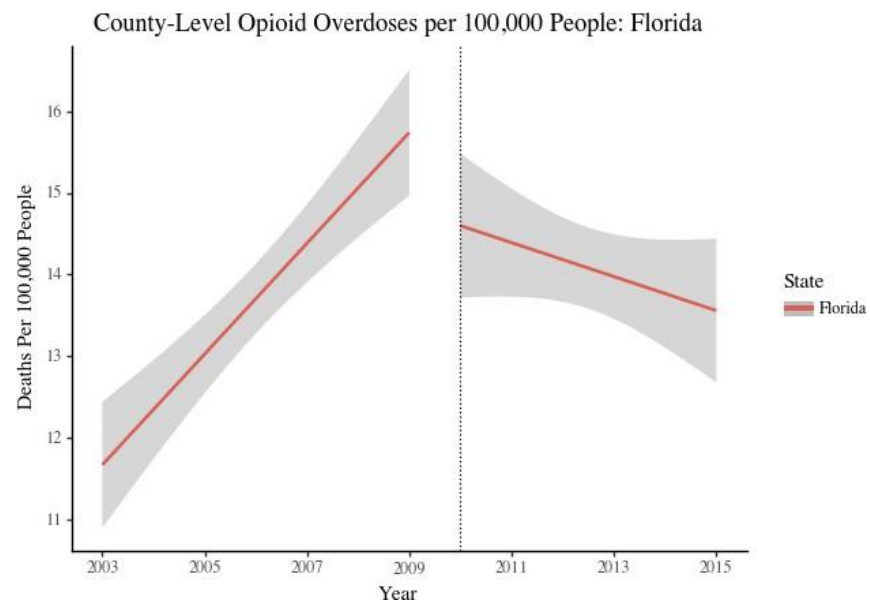 County-Level Opioid Overdoses per 100,000 People: Florida
Deaths Per 100,000 People
16
15
14
13
12
11
2003
2005
2007
2009
2011
2013
2015
Year
State
Florida